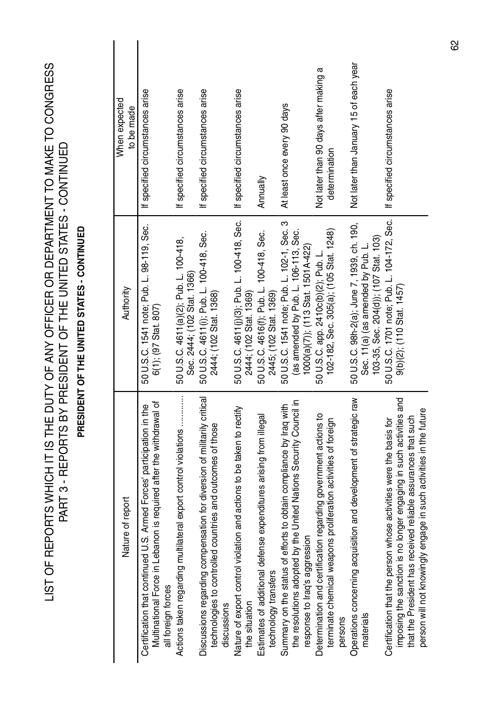 LIST OF REPORTS WHICH IT IS THE DUTY OF ANY OFFICER OR DEPARTMENT TO MAKE TO CONGRESS
PART 3 - REPORTS BY PRESIDENT OF THE UNITED STATES - CONTINUED
PRESIDENT OF THE UNITED STATES - CONTINUED
Nature of report
Authority
When expected
to be made
Certification that continued U.S. Armed Forces' participation in the
Multinational Force in Lebanon is required after the withdrawal of
all foreign forces
50 U.S.C. 1541 note; Pub. L. 98-119, Sec.
6(1); (97 Stat. 807)
If specified circumstances arise
Actions taken regarding multilateral export control violations ............
50 U.S.C. 4611(a)(2); Pub. L. 100-418,
Sec. 2444; (102 Stat. 1366)
If specified circumstances arise
Discussions regarding compensation for diversion of militarily critical
technologies to controlled countries and outcomes of those
discussions
50 U.S.C. 4611(i); Pub. L. 100-418, Sec.
2444; (102 Stat. 1368)
If specified circumstances arise
Nature of export control violation and actions to be taken to rectify
the situation
50 U.S.C. 4611(j)(3); Pub. L. 100-418, Sec.
2444; (102 Stat. 1369)
If specified circumstances arise
Estimates of additional defense expenditures arising from illegal
technology transfers
50 U.S.C. 4616(f); Pub. L. 100-418, Sec.
2445; (102 Stat. 1369)
Annually
Summary on the status of efforts to obtain compliance by Iraq with
the resolutions adopted by the United Nations Security Council in
response to Iraq's aggression
50 U.S.C. 1541 note; Pub. L. 102-1, Sec. 3
(as amended by Pub. L. 106-113, Sec.
1000(a)(7)); (113 Stat. 1501A-422)
At least once every 90 days
Determination and certification regarding government actions to
terminate chemical weapons proliferation activities of foreign
persons
50 U.S.C. app. 2410c(b)(2); Pub. L.
102-182, Sec. 305(a); (105 Stat. 1248)
Not later than 90 days after making a
determination
Operations concerning acquisition and development of strategic raw
materials
50 U.S.C. 98h-2(a); June 7, 1939, ch. 190,
Sec. 11(a) (as amended by Pub. L.
103-35, Sec. 204(d)); (107 Stat. 103)
Not later than January 15 of each year
Certification that the person whose activities were the basis for
imposing the sanction is no longer engaging in such activities and
that the President has received reliable assurances that such
person will not knowingly engage in such activities in the future
50 U.S.C. 1701 note; Pub. L. 104-172, Sec.
9(b)(2); (110 Stat. 1457)
If specified circumstances arise
62